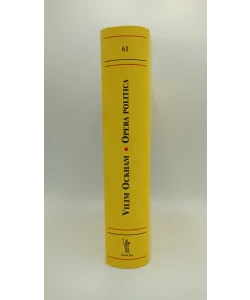 61
VILIM OCKHAM • OPERA POLITICA